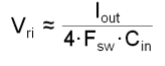 V_ri ≈ I_out / (4·F_sw·C_in)